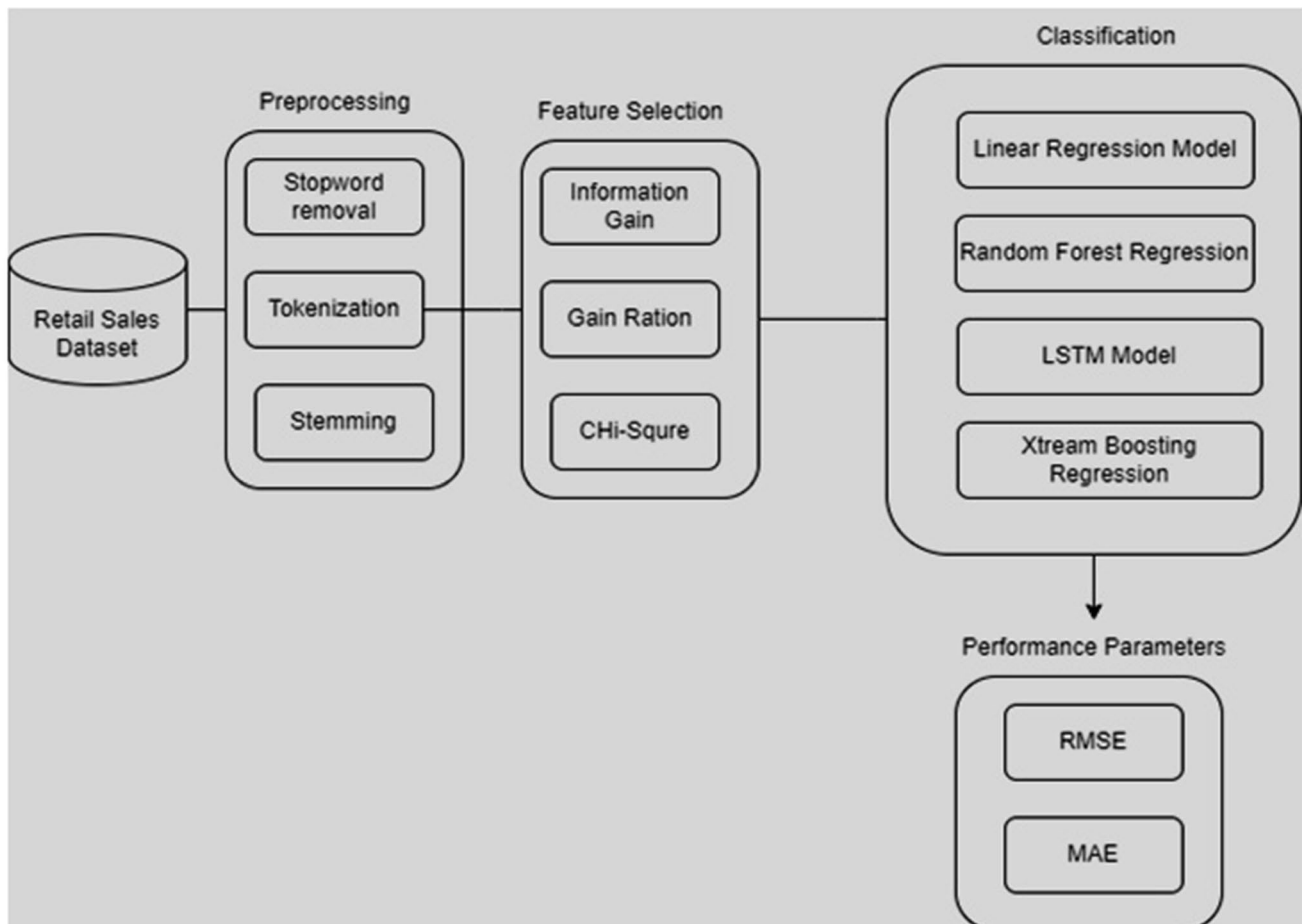 Retail Sales
Dataset
Preprocessing
Stopword
removal
Tokenization
Stemming
Feature Selection
Information
Gain
Gain Ration
CHi-Squre
Classification
Linear Regression Model
Random Forest Regression
LSTM Model
Xtream Boosting
Regression
Performance Parameters
RMSE
MAE